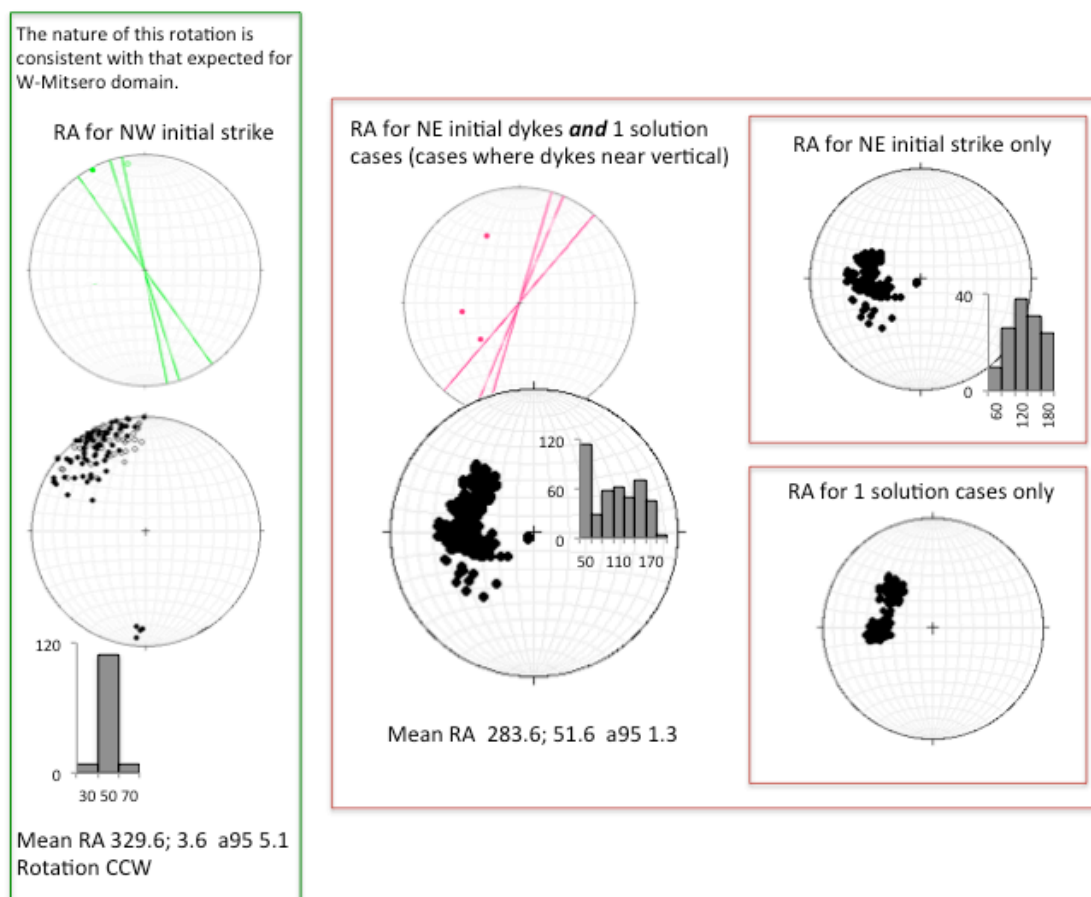 The nature of this rotation is
consistent with that expected for
W-Mitsero domain.
RA for NW initial strike
120
0
30 50 70
Mean RA 329.6; 3.6 a95 5.1
Rotation CCW
RA for NE initial dykes and 1 solution
cases (cases where dykes near vertical)
120
60
0
50 110 170
Mean RA 283.6; 51.6 a95 1.3
RA for NE initial strike only
40
0
60
120
180
RA for 1 solution cases only